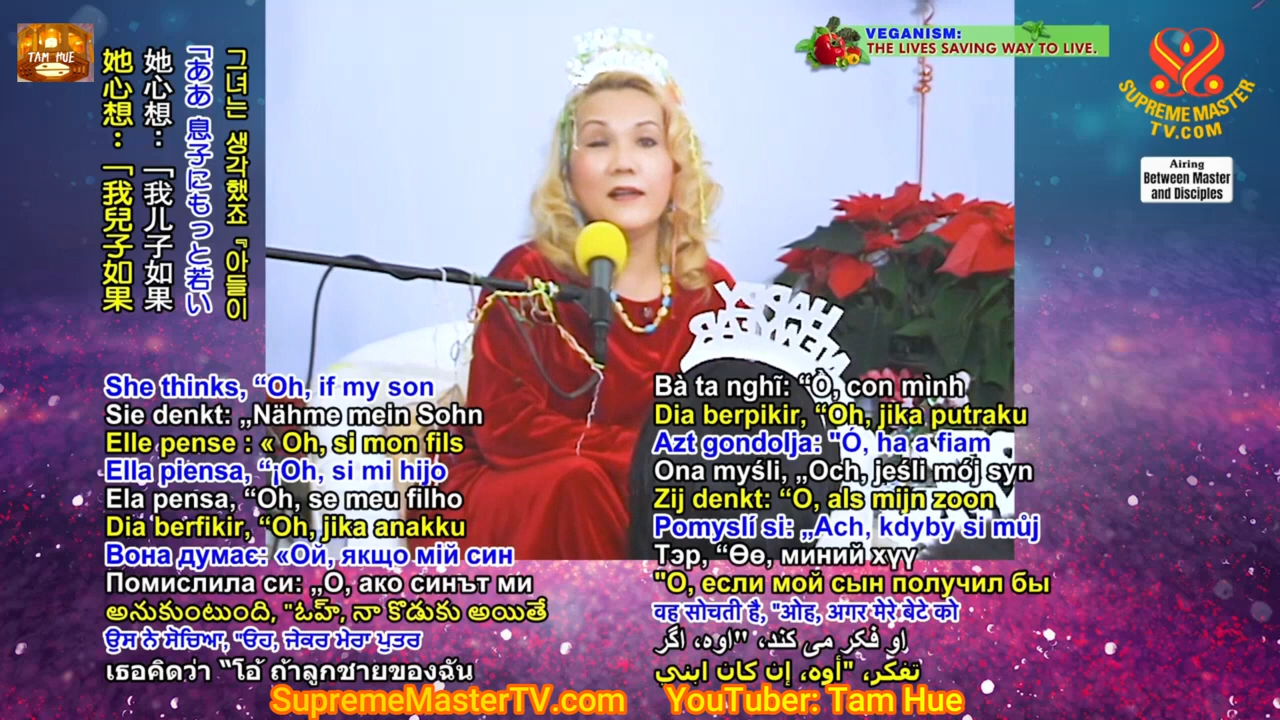 TAM HUE
VEGANISM:
THE LIVES SAVING WAY TO LIVE.
SUPREME MASTER
TV.COM
Airing
Between Master
and Disciples
그녀는 생각했죠 『아들이
『ああ 息子にもっと若い
她心想：「我儿子如果
她心想：「我兒子如果
HAPPY
NEW YEAR
She thinks, “Oh, if my son
Sie denkt: „Nähme mein Sohn
Elle pense : « Oh, si mon fils
Ella piensa, “¡Oh, si mi hijo
Ela pensa, “Oh, se meu filho
Dia berfikir, “Oh, jika anakku
Вона думає: «Ой, якщо мій син
Помислила си: „О, ако синът ми
అనుకుంటుంది, "ఓహ్, నా కొడుకు అయితే
ਉਸ ਨੇ ਸੋਚਿਆ, "ਓਹ, ਜੇਕਰ ਮੇਰਾ ਪੁਤਰ
เธอคิดว่า “โอ้ ถ้าลูกชายของฉัน
Bà ta nghĩ: “Ồ, con mình
Dia berpikir, “Oh, jika putraku
Azt gondolja: "Ó, ha a fiam
Ona myśli, „Och, jeśli mój syn
Zij denkt: “O, als mijn zoon
Pomyslí si: „Ach, kdyby si můj
Тэр, “Өө, миний хүү
"О, если мой сын получил бы
वह सोचती है, "ओह, अगर मेरे बेटे को
او فکر می کند، "اوه، اگر
تفكر، "أوه، إن كان ابني
SupremeMasterTV.com
YouTuber: Tam Hue